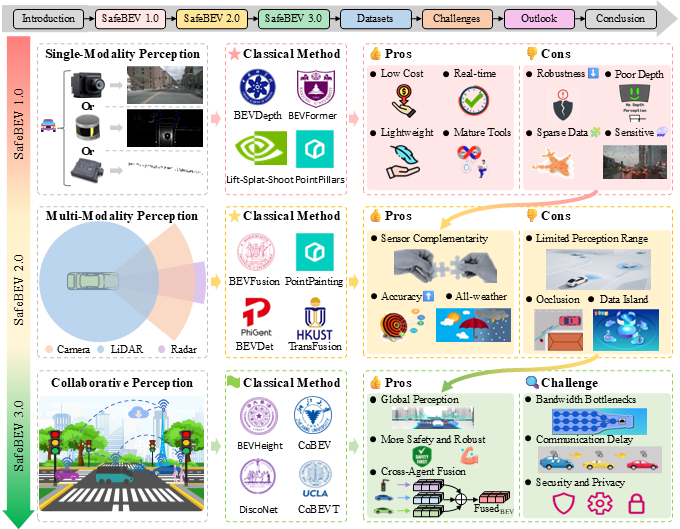 Introduction
SafeBEV 1.0
SafeBEV 2.0
SafeBEV 3.0
Datasets
Challenges
Outlook
Conclusion
SafeBEV 1.0
Single-Modality Perception
Or
Or
Classical Method
BEVDepth
BEVFormer
Lift-Splat-Shoot
PointPillars
Pros
Low Cost
Real-time
Lightweight
Mature Tools
Cons
Robustness
Poor Depth
No Depth
Perception
Sparse Data
Sensitive
SafeBEV 2.0
Multi-Modality Perception
Camera
LiDAR
Radar
Classical Method
BEVFusion
PointPainting
PhiGent
BEVDet
HKUST
TransFusion
Pros
Sensor Complementarity
Accuracy
All-weather
Cons
Limited Perception Range
Occlusion
Data Island
SafeBEV 3.0
Collaborative Perception
Classical Method
BEVHeight
CoBEV
DiscoNet
UCLA
CoBEVT
Pros
Global Perception
More Safety and Robust
SAFETY
FIRST
Cross-Agent Fusion
Fused BEV
Challenge
Bandwidth Bottlenecks
Communication Delay
Security and Privacy